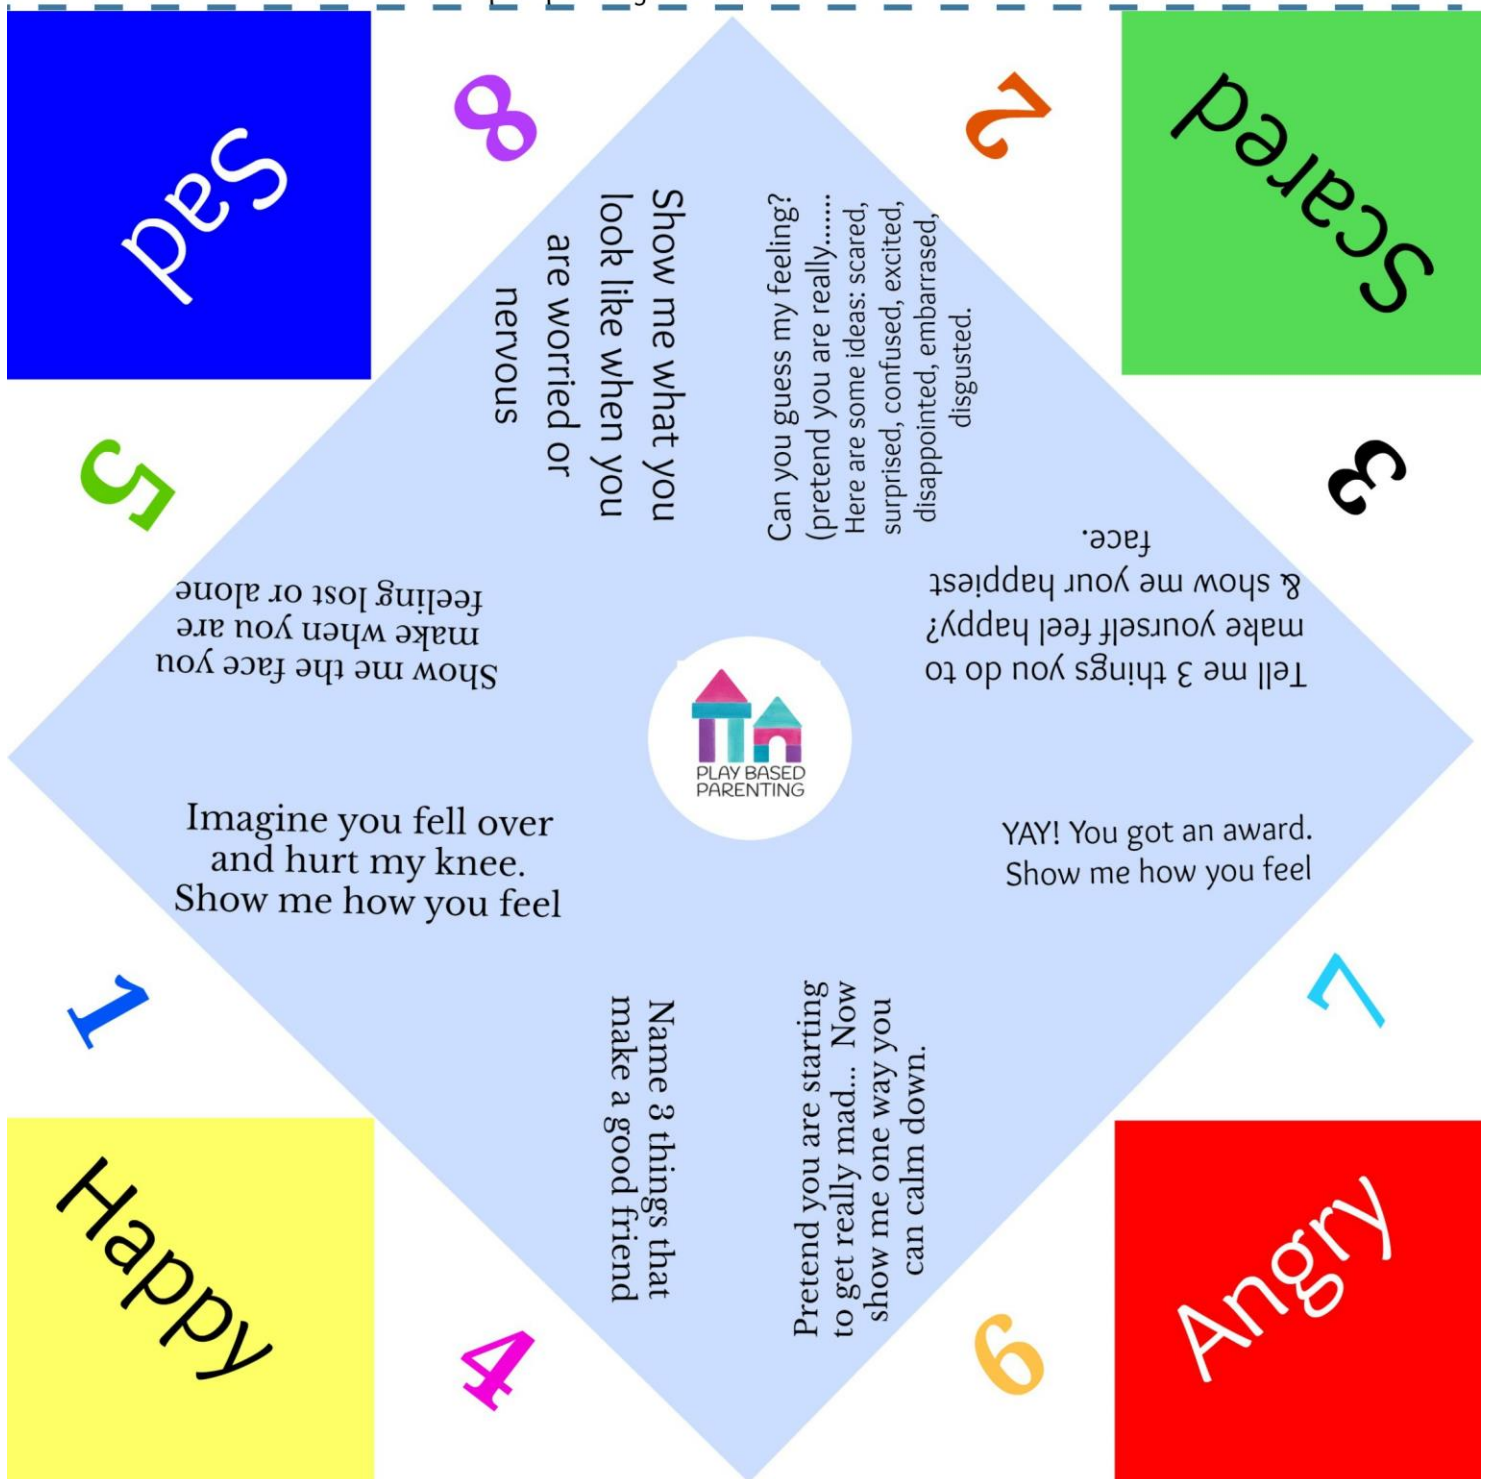 Sad
8
2
Scared
Show me what you
look like when you
are worried or
nervous
Can you guess my feeling?
(pretend you are really.......
Here are some ideas: scared,
surprised, confused, excited,
disappointed, embarrased,
disgusted.
5
3
Show me the face you
make when you are
feeling lost or alone
Tell me 3 things you do to
make yourself feel happy?
& show me your happiest
face.
PLAY BASED
PARENTING
Imagine you fell over
and hurt my knee.
Show me how you feel
YAY! You got an award.
Show me how you feel
1
7
Name 3 things that
make a good friend
Pretend you are starting
to get really mad... Now
show me one way you
can calm down.
Happy
4
6
Angry